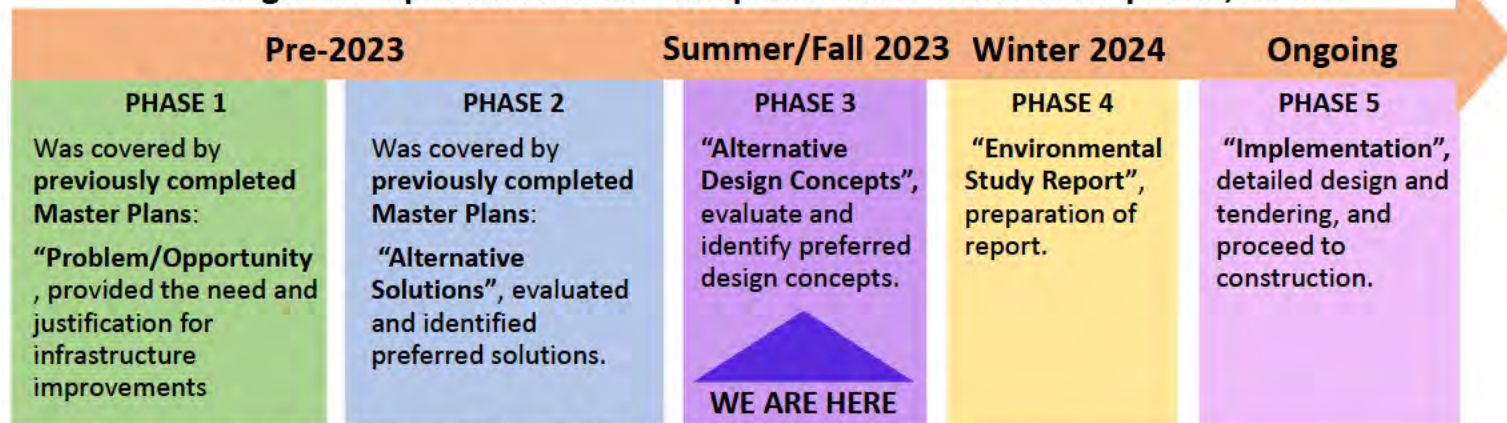 Pre-2023
Summer/Fall 2023
Winter 2024
Ongoing
PHASE 1
Was covered by
previously completed
Master Plans:
“Problem/Opportunity
, provided the need and
justification for
infrastructure
improvements
PHASE 2
Was covered by
previously completed
Master Plans:
“Alternative
Solutions”, evaluated
and identified
preferred solutions.
PHASE 3
“Alternative
Design Concepts”,
evaluate and
identify preferred
design concepts.
WE ARE HERE
PHASE 4
“Environmental
Study Report”,
preparation of
report.
PHASE 5
“Implementation”,
detailed design and
tendering, and
proceed to
construction.